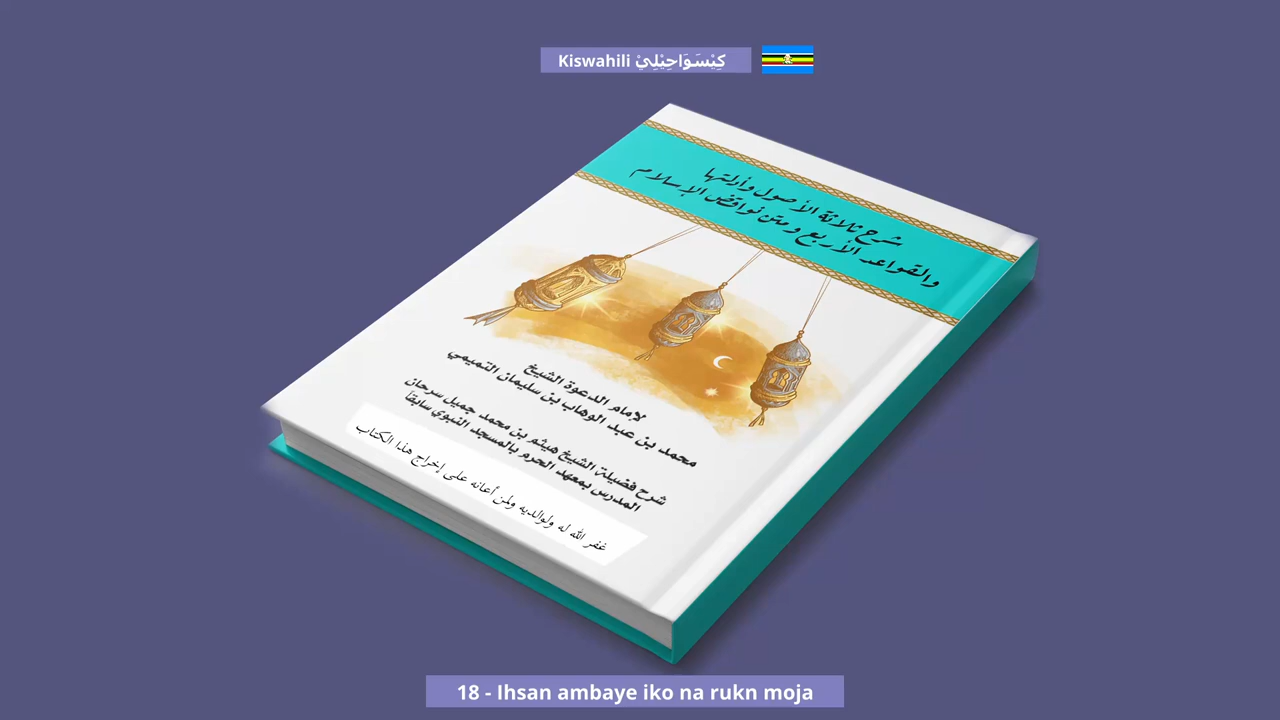 Kiswahili كِيْسَوَاحِيْلِيْ
شرح ثلاثة الأصول وأدلتها
والقواعد الأربع و متن نواقض الإسلام
لإمام الدعوة الشيخ
محمد بن عبد الوهاب بن سليمان التميمي
شرح فضيلة الشيخ هيثم بن محمد جميل سرحان
المدرس بمعهد الحرم بالمسجد النبوي سابقاً
غفر الله له ولوالديه ولمن أعانه على إخراج هذا الكتاب
18 - Ihsan ambaye iko na rukn moja